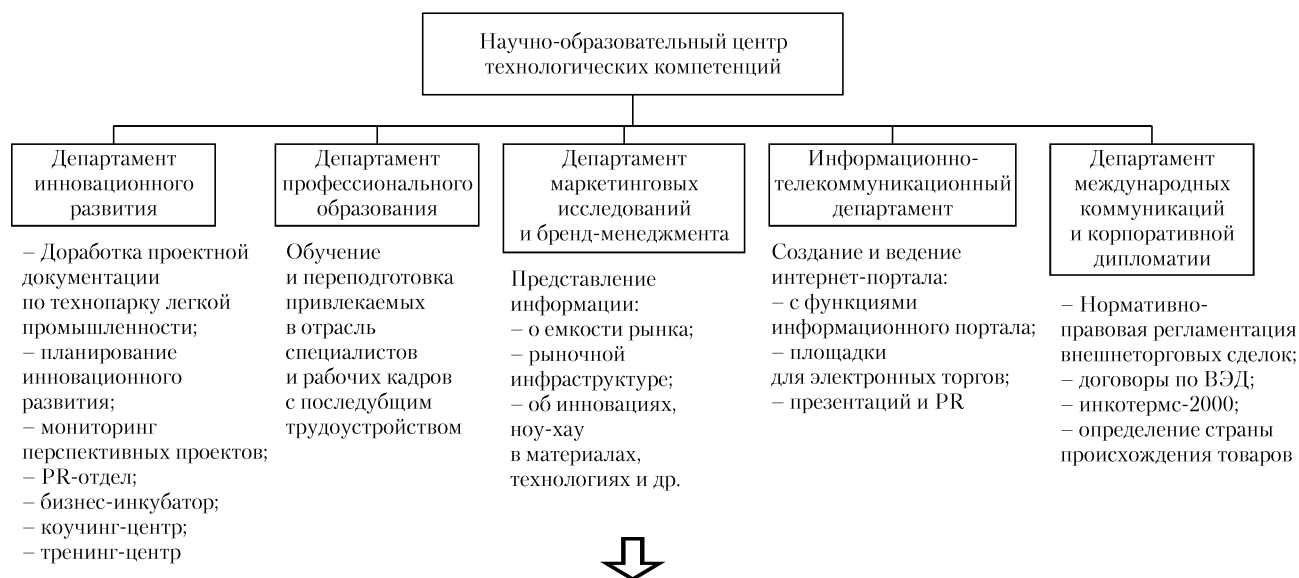 Научно-образовательный центр
технологических компетенций
Департамент
инновационного
развития
– Доработка проектной
документации
по технопарку легкой
промышленности;
– планирование
инновационного
развития;
– мониторинг
перспективных проектов;
– PR-отдел;
– бизнес-инкубатор;
– коучинг-центр;
– тренинг-центр
Департамент
профессионального
образования
Обучение
и переподготовка
привлекаемых
в отрасль
специалистов
и рабочих кадров
с последубщим
трудоустройством
Департамент
маркетинговых
исследований
и бренд-менеджмента
Представление
информации:
– о емкости рынка;
– рыночной
инфраструктуре;
– об инновациях,
ноу-хау
в материалах,
технологиях и др.
Информационно-
телекоммуникационный
департамент
Создание и ведение
интернет-портала:
– с функциями
информационного портала;
– площадки
для электронных торгов;
– презентаций и PR
Департамент
международных
коммуникаций
и корпоративной
дипломатии
– Нормативно-
правовая регламентация
внешнеторговых сделок;
– договоры по ВЭД;
– инкотермс-2000;
– определение страны
происхождения товаров